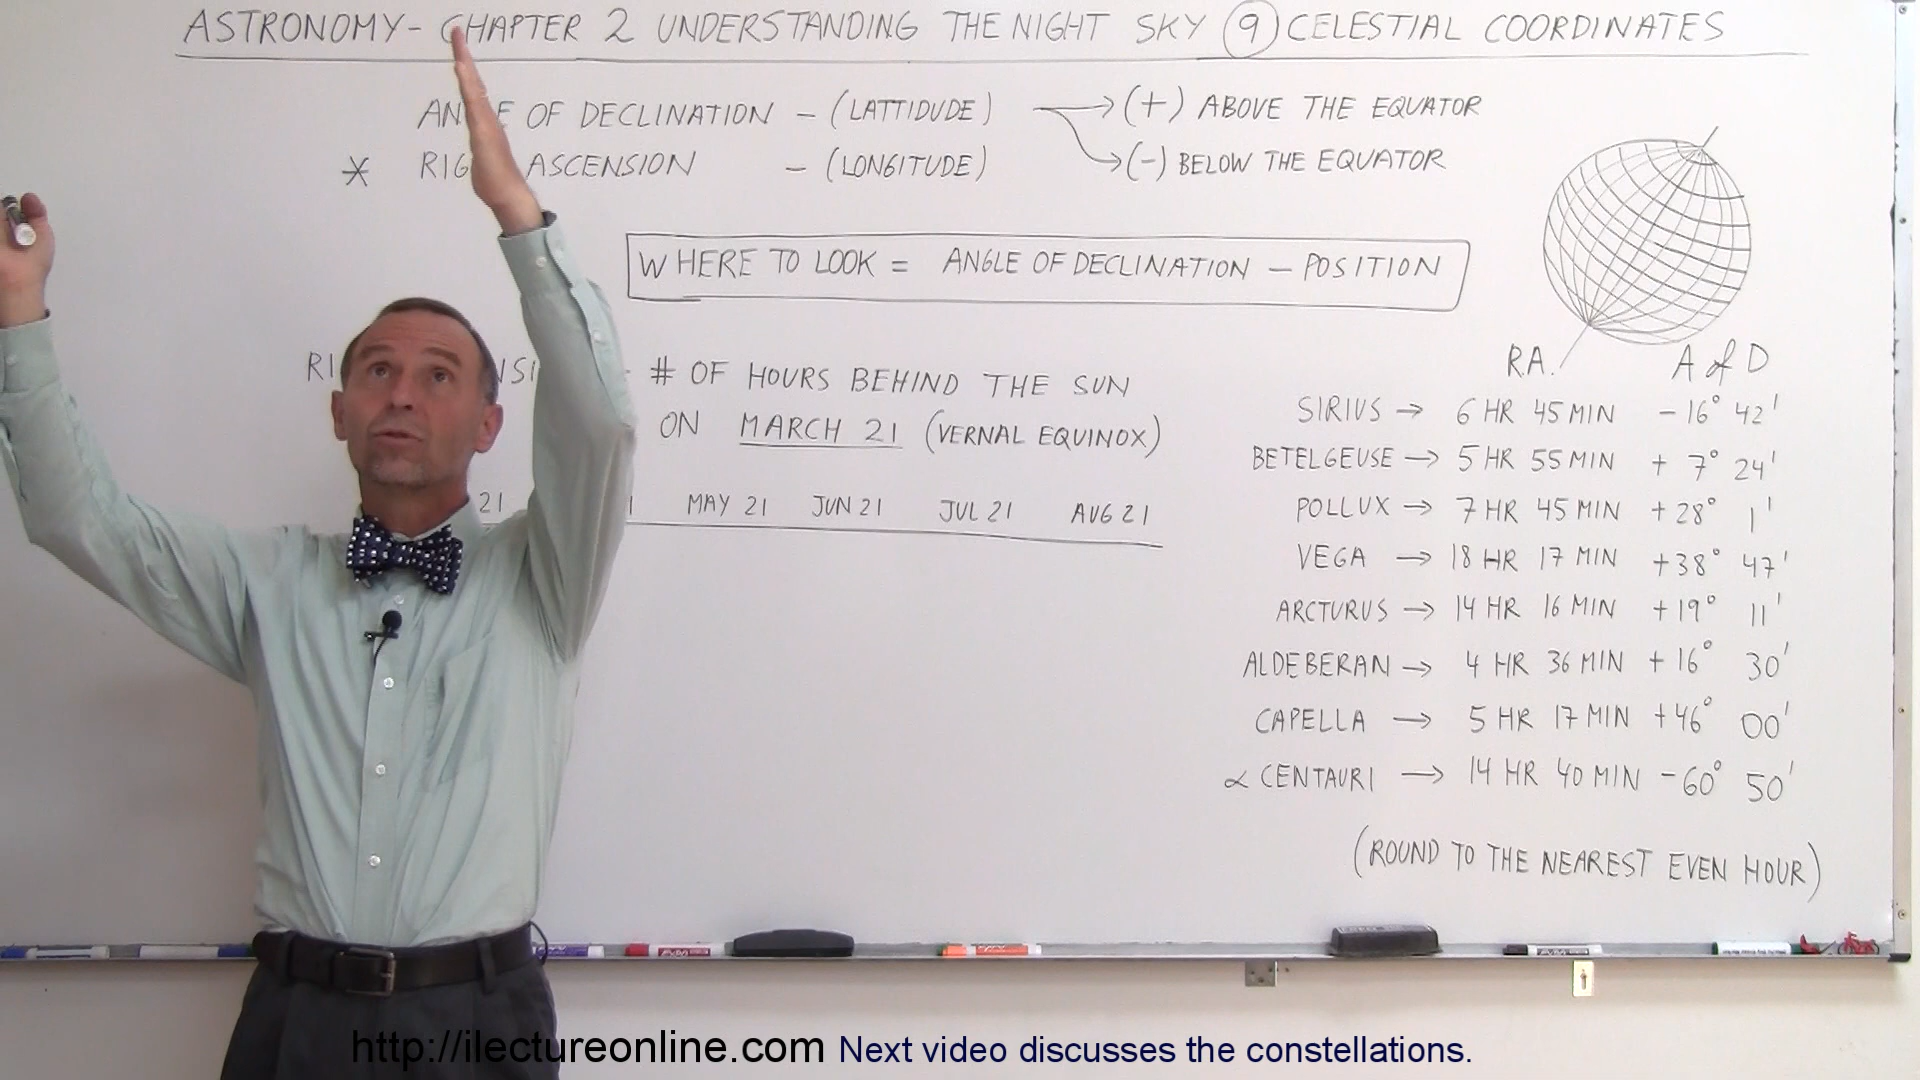 ASTRONOMY - CHAPTER 2 UNDERSTANDING THE NIGHT SKY 9 CELESTIAL COORDINATES
OF DECLINATION - (LATTIDUDE) → (+) ABOVE THE EQUATOR
* ASCENSION - (LONGITUDE) → (-) BELOW THE EQUATOR
WHERE TO LOOK = ANGLE OF DECLINATION - POSITION
# OF HOURS BEHIND THE SUN
ON MARCH 21 (VERNAL EQUINOX)
21 MAY 21 JUN 21 JUL 21 AUG 21
R.A. A of D
SIRIUS → 6 HR 45 MIN -16° 42'
BETELGEUSE → 5 HR 55 MIN + 7° 24'
POLLUX → 7 HR 45 MIN +28° 1'
VEGA → 18 HR 17 MIN +38° 47'
ARCTURUS → 14 HR 16 MIN +19° 11'
ALDEBERAN → 4 HR 36 MIN +16° 30'
CAPELLA → 5 HR 17 MIN +46° 00'
α CENTAURI → 14 HR 40 MIN -60° 50'
(ROUND TO THE NEAREST EVEN HOUR)
http://ilectureonline.com Next video discusses the constellations.